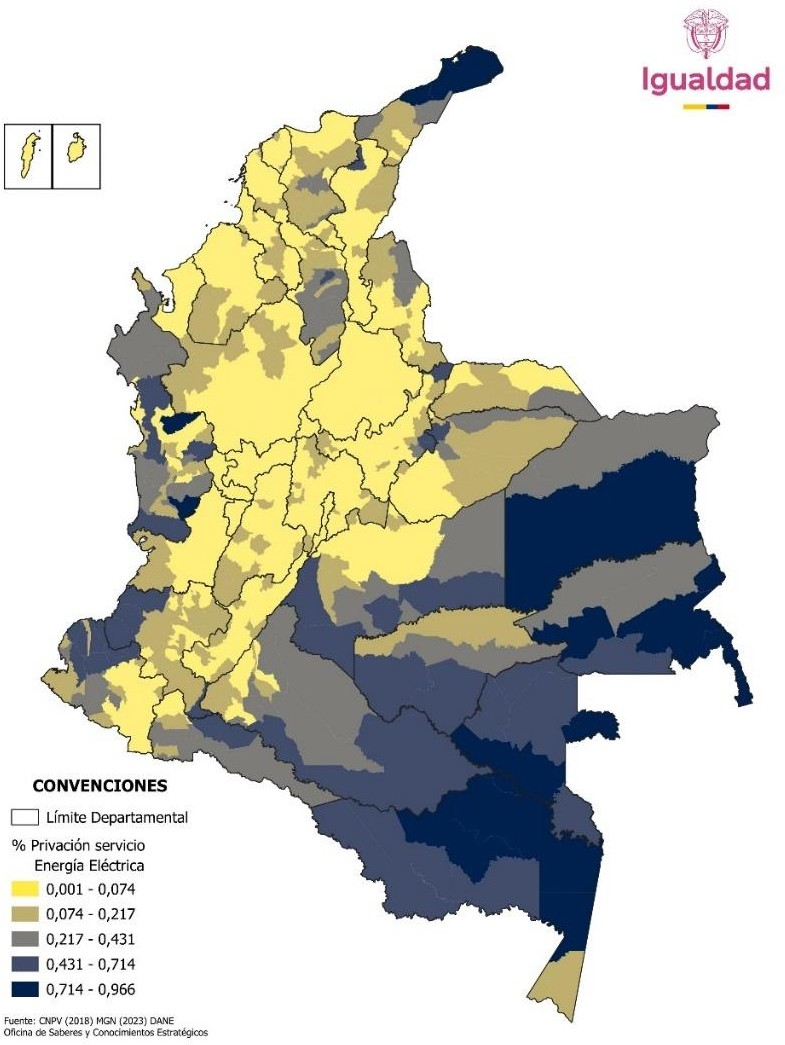 Igualdad
CONVENCIONES
Límite Departamental
% Privación servicio
Energía Eléctrica
0,001 - 0,074
0,074 - 0,217
0,217 - 0,431
0,431 - 0,714
0,714 - 0,966
Fuente: CNPV (2018) MGN (2023) DANE
Oficina de Saberes y Conocimientos Estratégicos